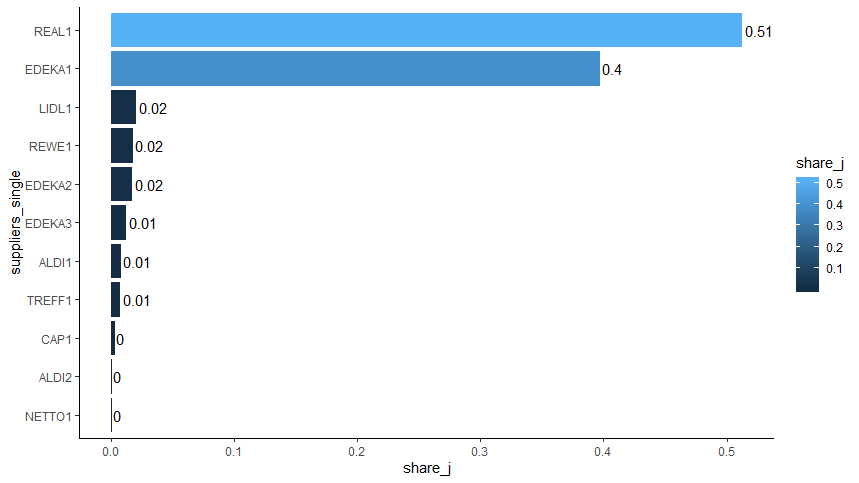 REAL1
0.51
EDEKA1
0.4
LIDL1
0.02
REWE1
0.02
EDEKA2
0.02
EDEKA3
0.01
ALDI1
0.01
TREFF1
0.01
CAP1
0
ALDI2
0
NETTO1
0
suppliers_single
0.0 0.1 0.2 0.3 0.4 0.5
share_j
share_j
0.5
0.4
0.3
0.2
0.1